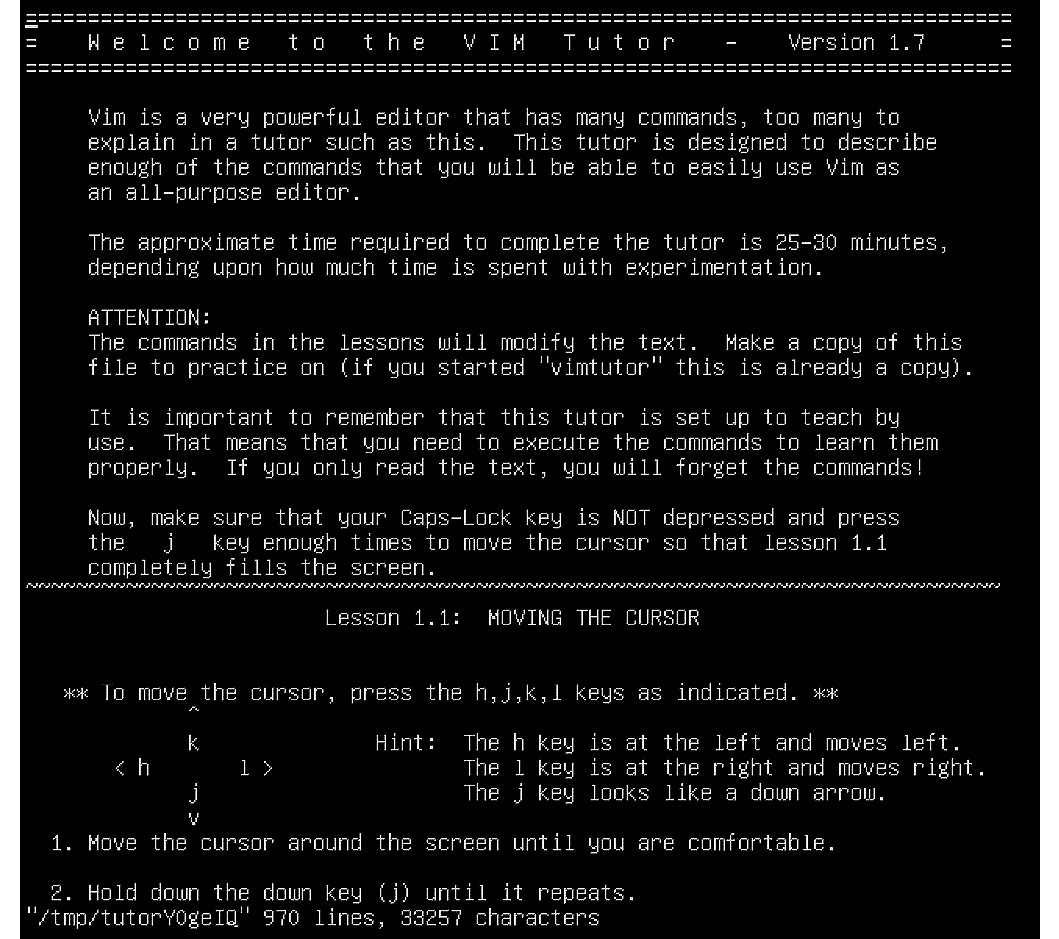 ===============================================================================
=    W e l c o m e   t o   t h e   V I M   T u t o r    -    Version 1.7      =
===============================================================================

     Vim is a very powerful editor that has many commands, too many to
     explain in a tutor such as this.  This tutor is designed to describe
     enough of the commands that you will be able to easily use Vim as
     an all-purpose editor.

     The approximate time required to complete the tutor is 25-30 minutes,
     depending upon how much time is spent with experimentation.

     ATTENTION:
     The commands in the lessons will modify the text.  Make a copy of this
     file to practice on (if you started "vimtutor" this is already a copy).

     It is important to remember that this tutor is set up to teach by
     use.  That means that you need to execute the commands to learn them
     properly.  If you only read the text, you will forget the commands!

     Now, make sure that your Caps-Lock key is NOT depressed and press
     the   j   key enough times to move the cursor so that lesson 1.1
     completely fills the screen.
~~~~~~~~~~~~~~~~~~~~~~~~~~~~~~~~~~~~~~~~~~~~~~~~~~~~~~~~~~~~~~~~~~~~~~~~~~~~~~
                        Lesson 1.1:  MOVING THE CURSOR


   ** To move the cursor, press the h,j,k,l keys as indicated. **
             ^
             k              Hint:  The h key is at the left and moves left.
       < h       l >               The l key is at the right and moves right.
             j                     The j key looks like a down arrow.
             v
  1. Move the cursor around the screen until you are comfortable.

  2. Hold down the down key (j) until it repeats.
"/tmp/tutorYOgeIQ" 970 lines, 33257 characters